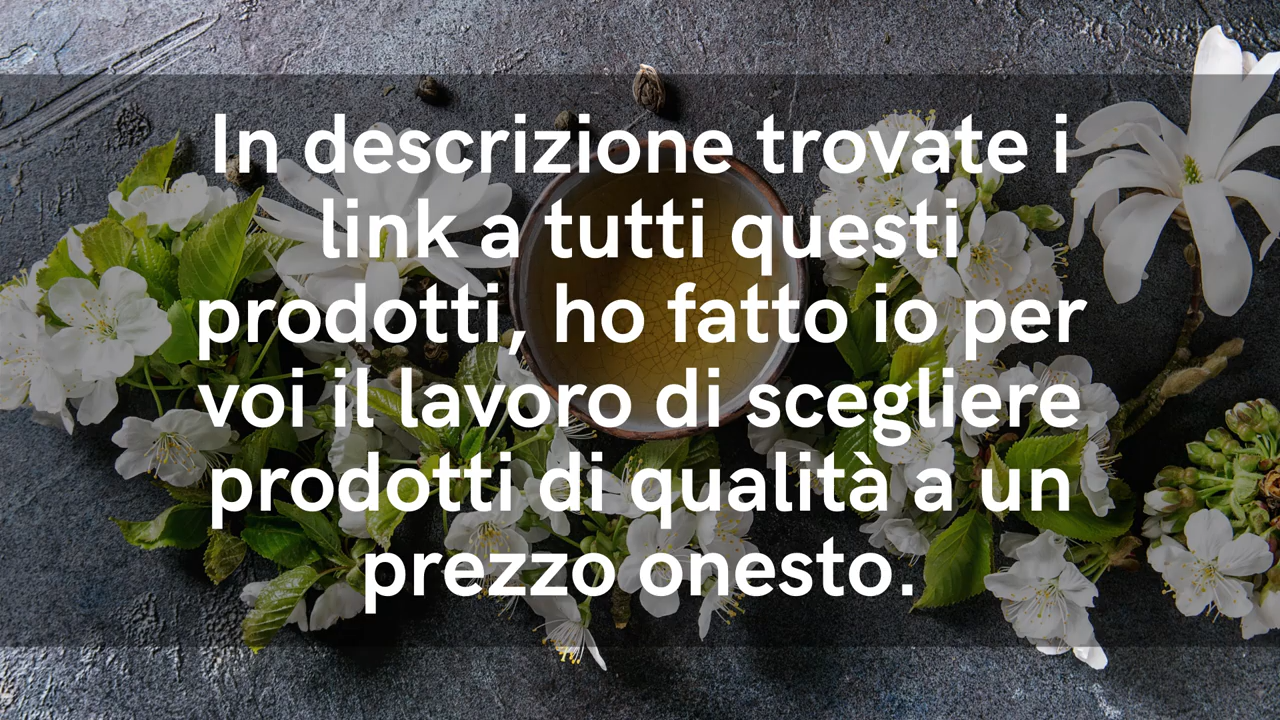 In descrizione trovate i
link a tutti questi
prodotti, ho fatto io per
voi il lavoro di scegliere
prodotti di qualità a un
prezzo onesto.